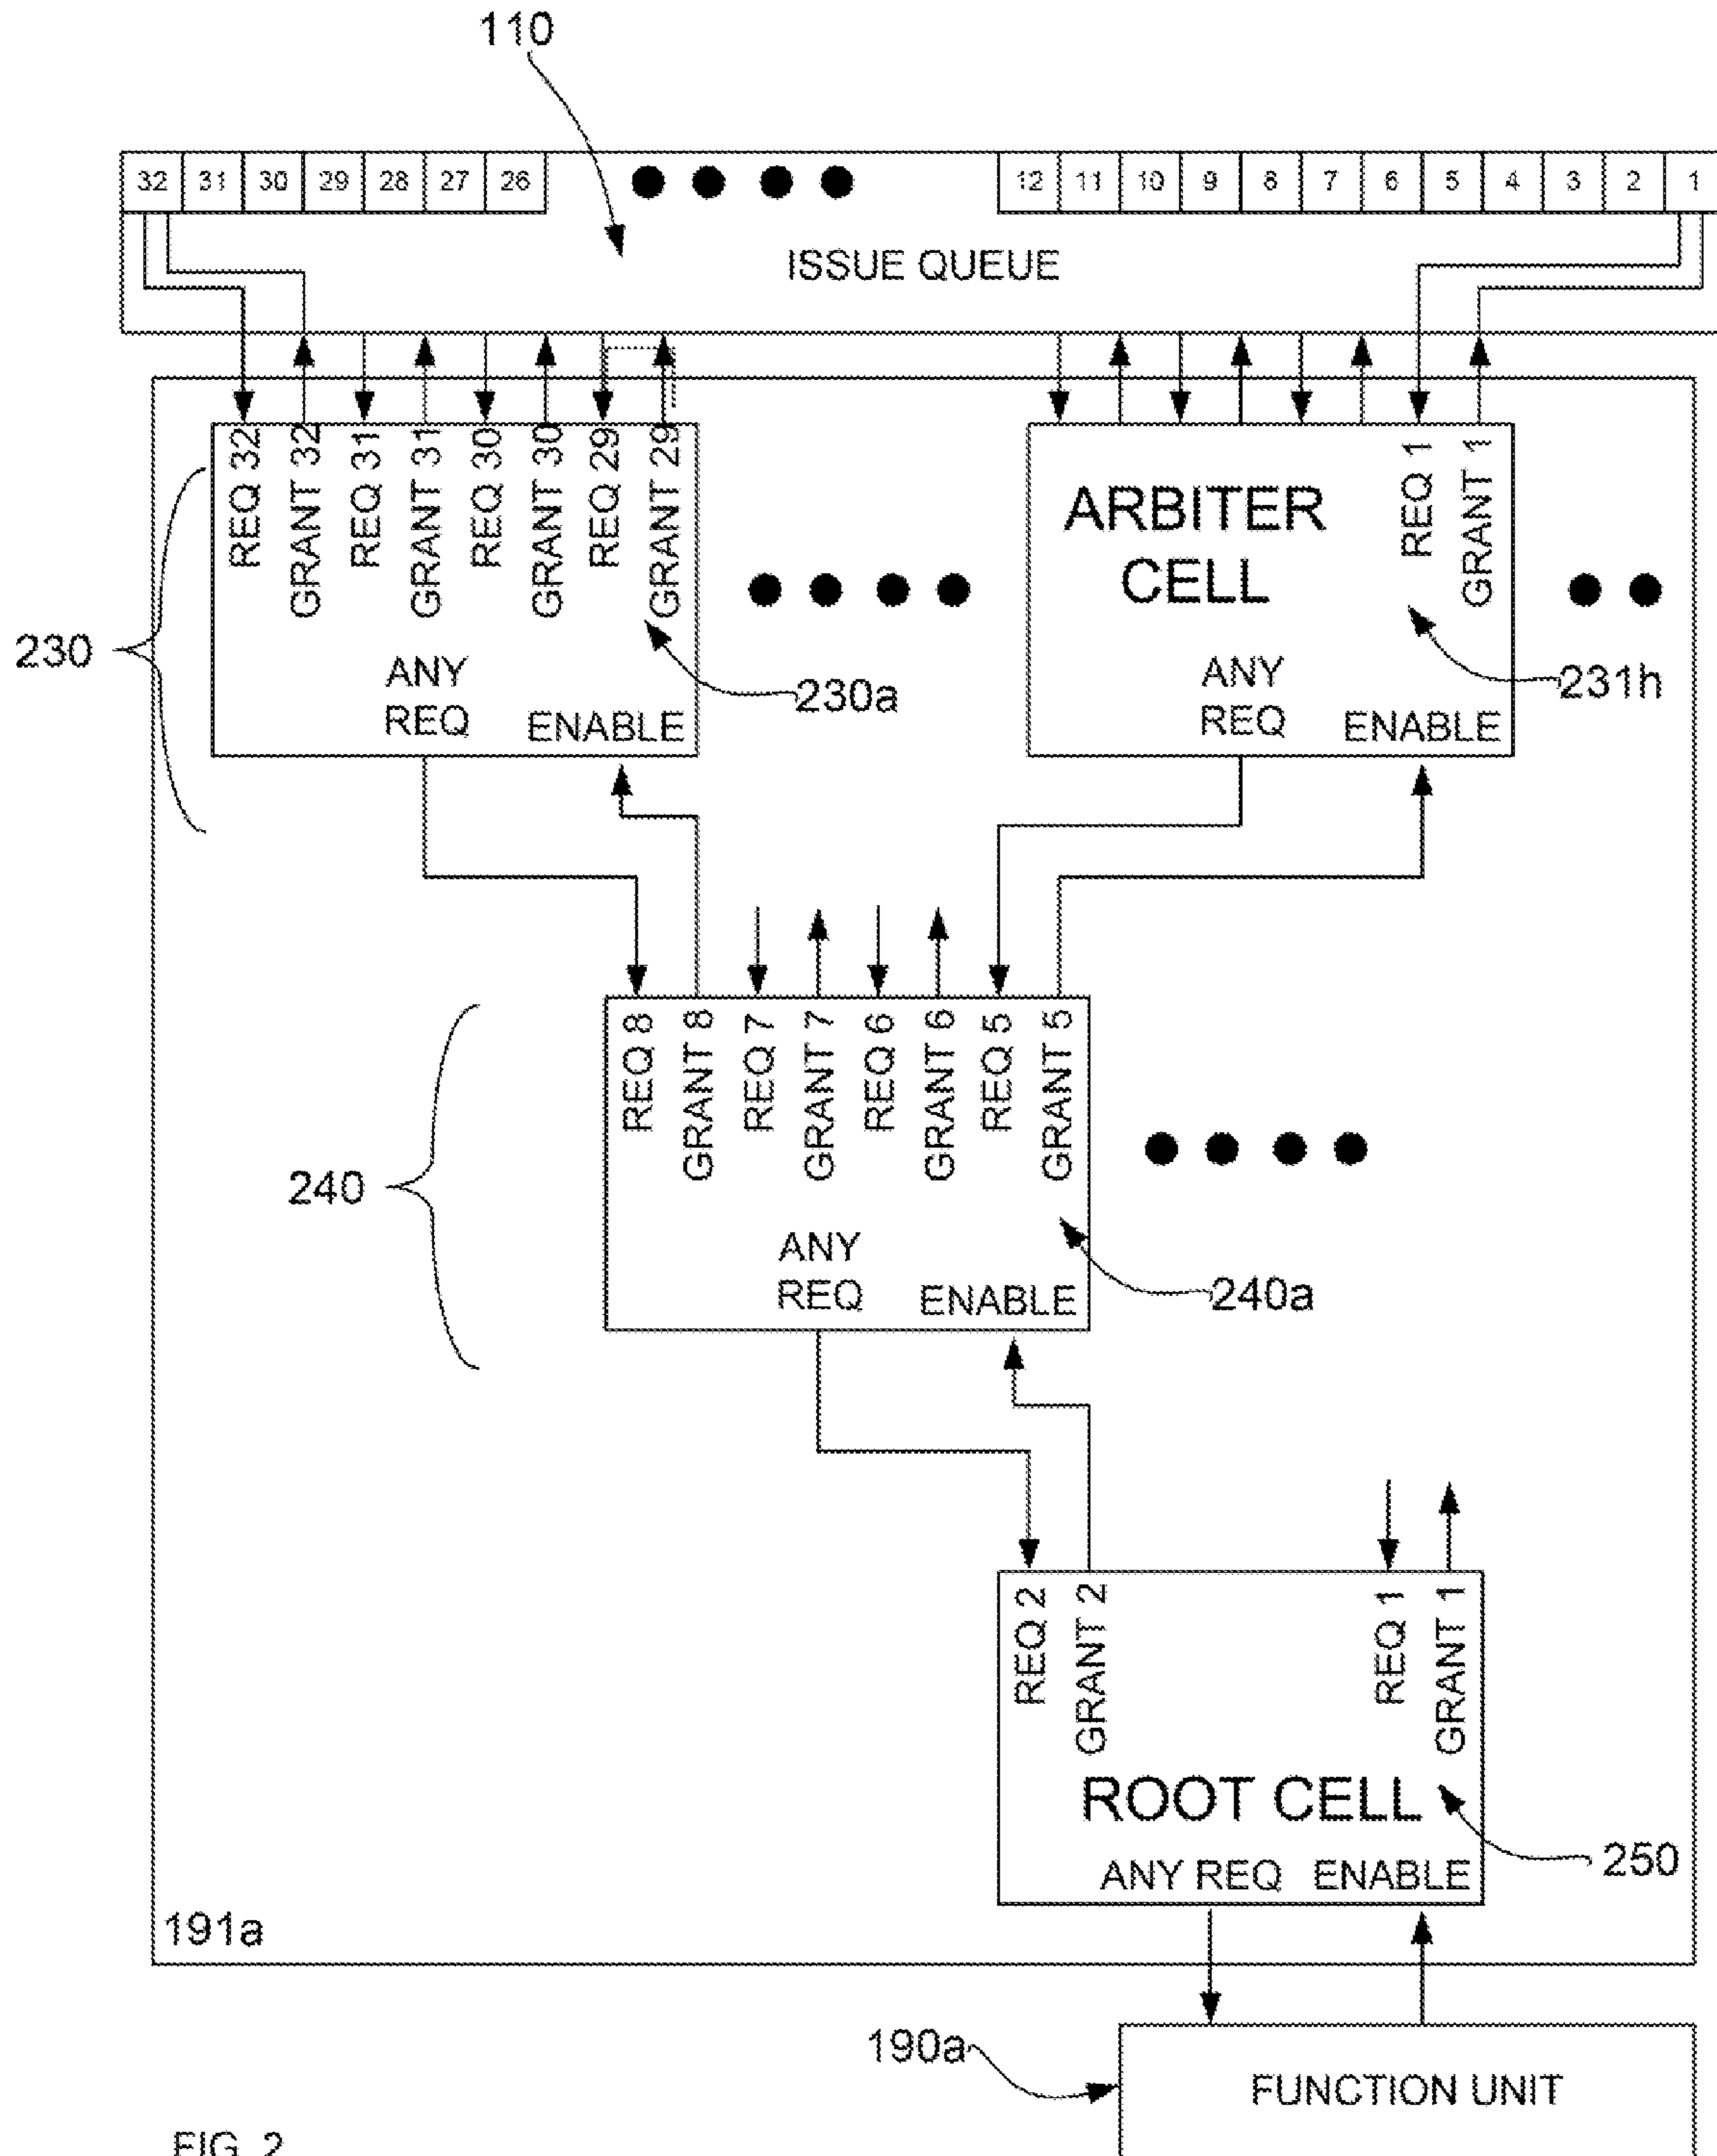 110
32 31 30 29 28 27 26 12 11 10 9 8 7 6 5 4 3 2 1
ISSUE QUEUE
REQ 32
GRANT 32
REQ 31
GRANT 31
REQ 30
GRANT 30
REQ 29
GRANT 29
ANY
REQ
ENABLE
230
230a
ARBITER
CELL
REQ 1
GRANT 1
ANY
REQ
ENABLE
231h
REQ 8
GRANT 8
REQ 7
GRANT 7
REQ 6
GRANT 6
REQ 5
GRANT 5
ANY
REQ
ENABLE
240
240a
REQ 2
GRANT 2
REQ 1
GRANT 1
ROOT CELL
ANY REQ ENABLE
250
191a
190a
FUNCTION UNIT
FIG. 2